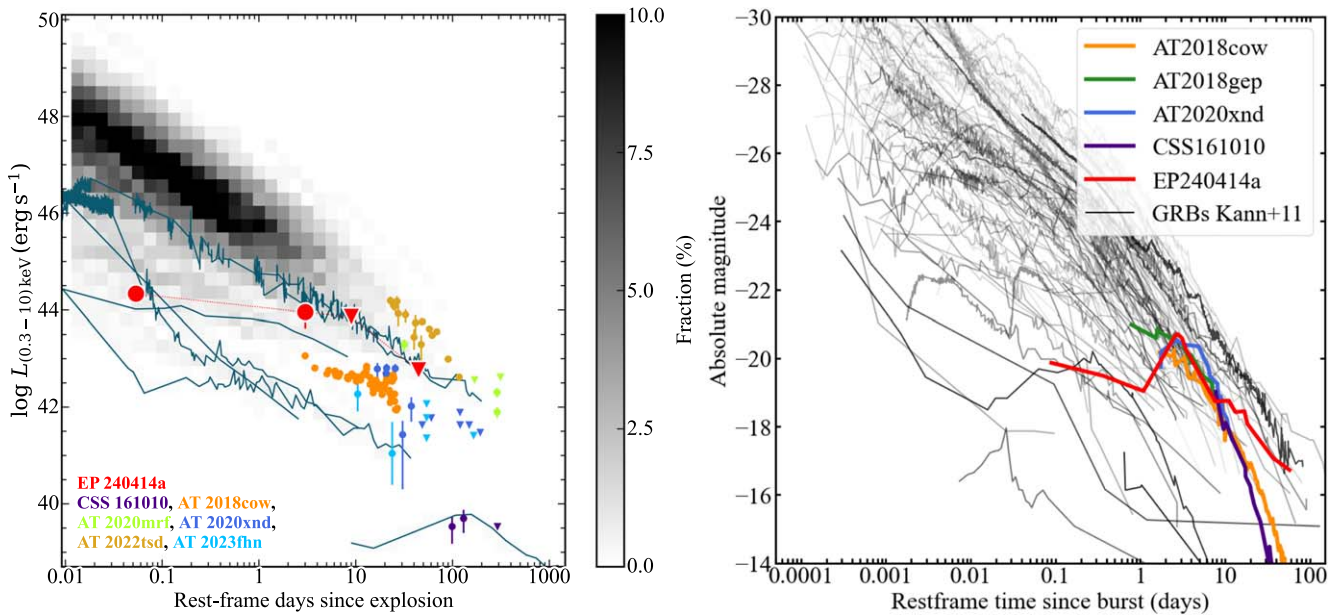 50
48
46
44
42
40
log L(0.3−10) keV (erg s−1)
0.01
0.1
1
10
100
1000
Rest-frame days since explosion
EP 240414a
CSS 161010, AT 2018cow,
AT 2020mrf, AT 2020xnd,
AT 2022tsd, AT 2023fhn
10.0
7.5
5.0
2.5
0.0
Fraction (%)
−30
−28
−26
−24
−22
−20
−18
−16
−14
Absolute magnitude
0.0001
0.01
0.1
1
10
100
Restframe time since burst (days)
AT2018cow
AT2018gep
AT2020xnd
CSS161010
EP240414a
GRBs Kann+11